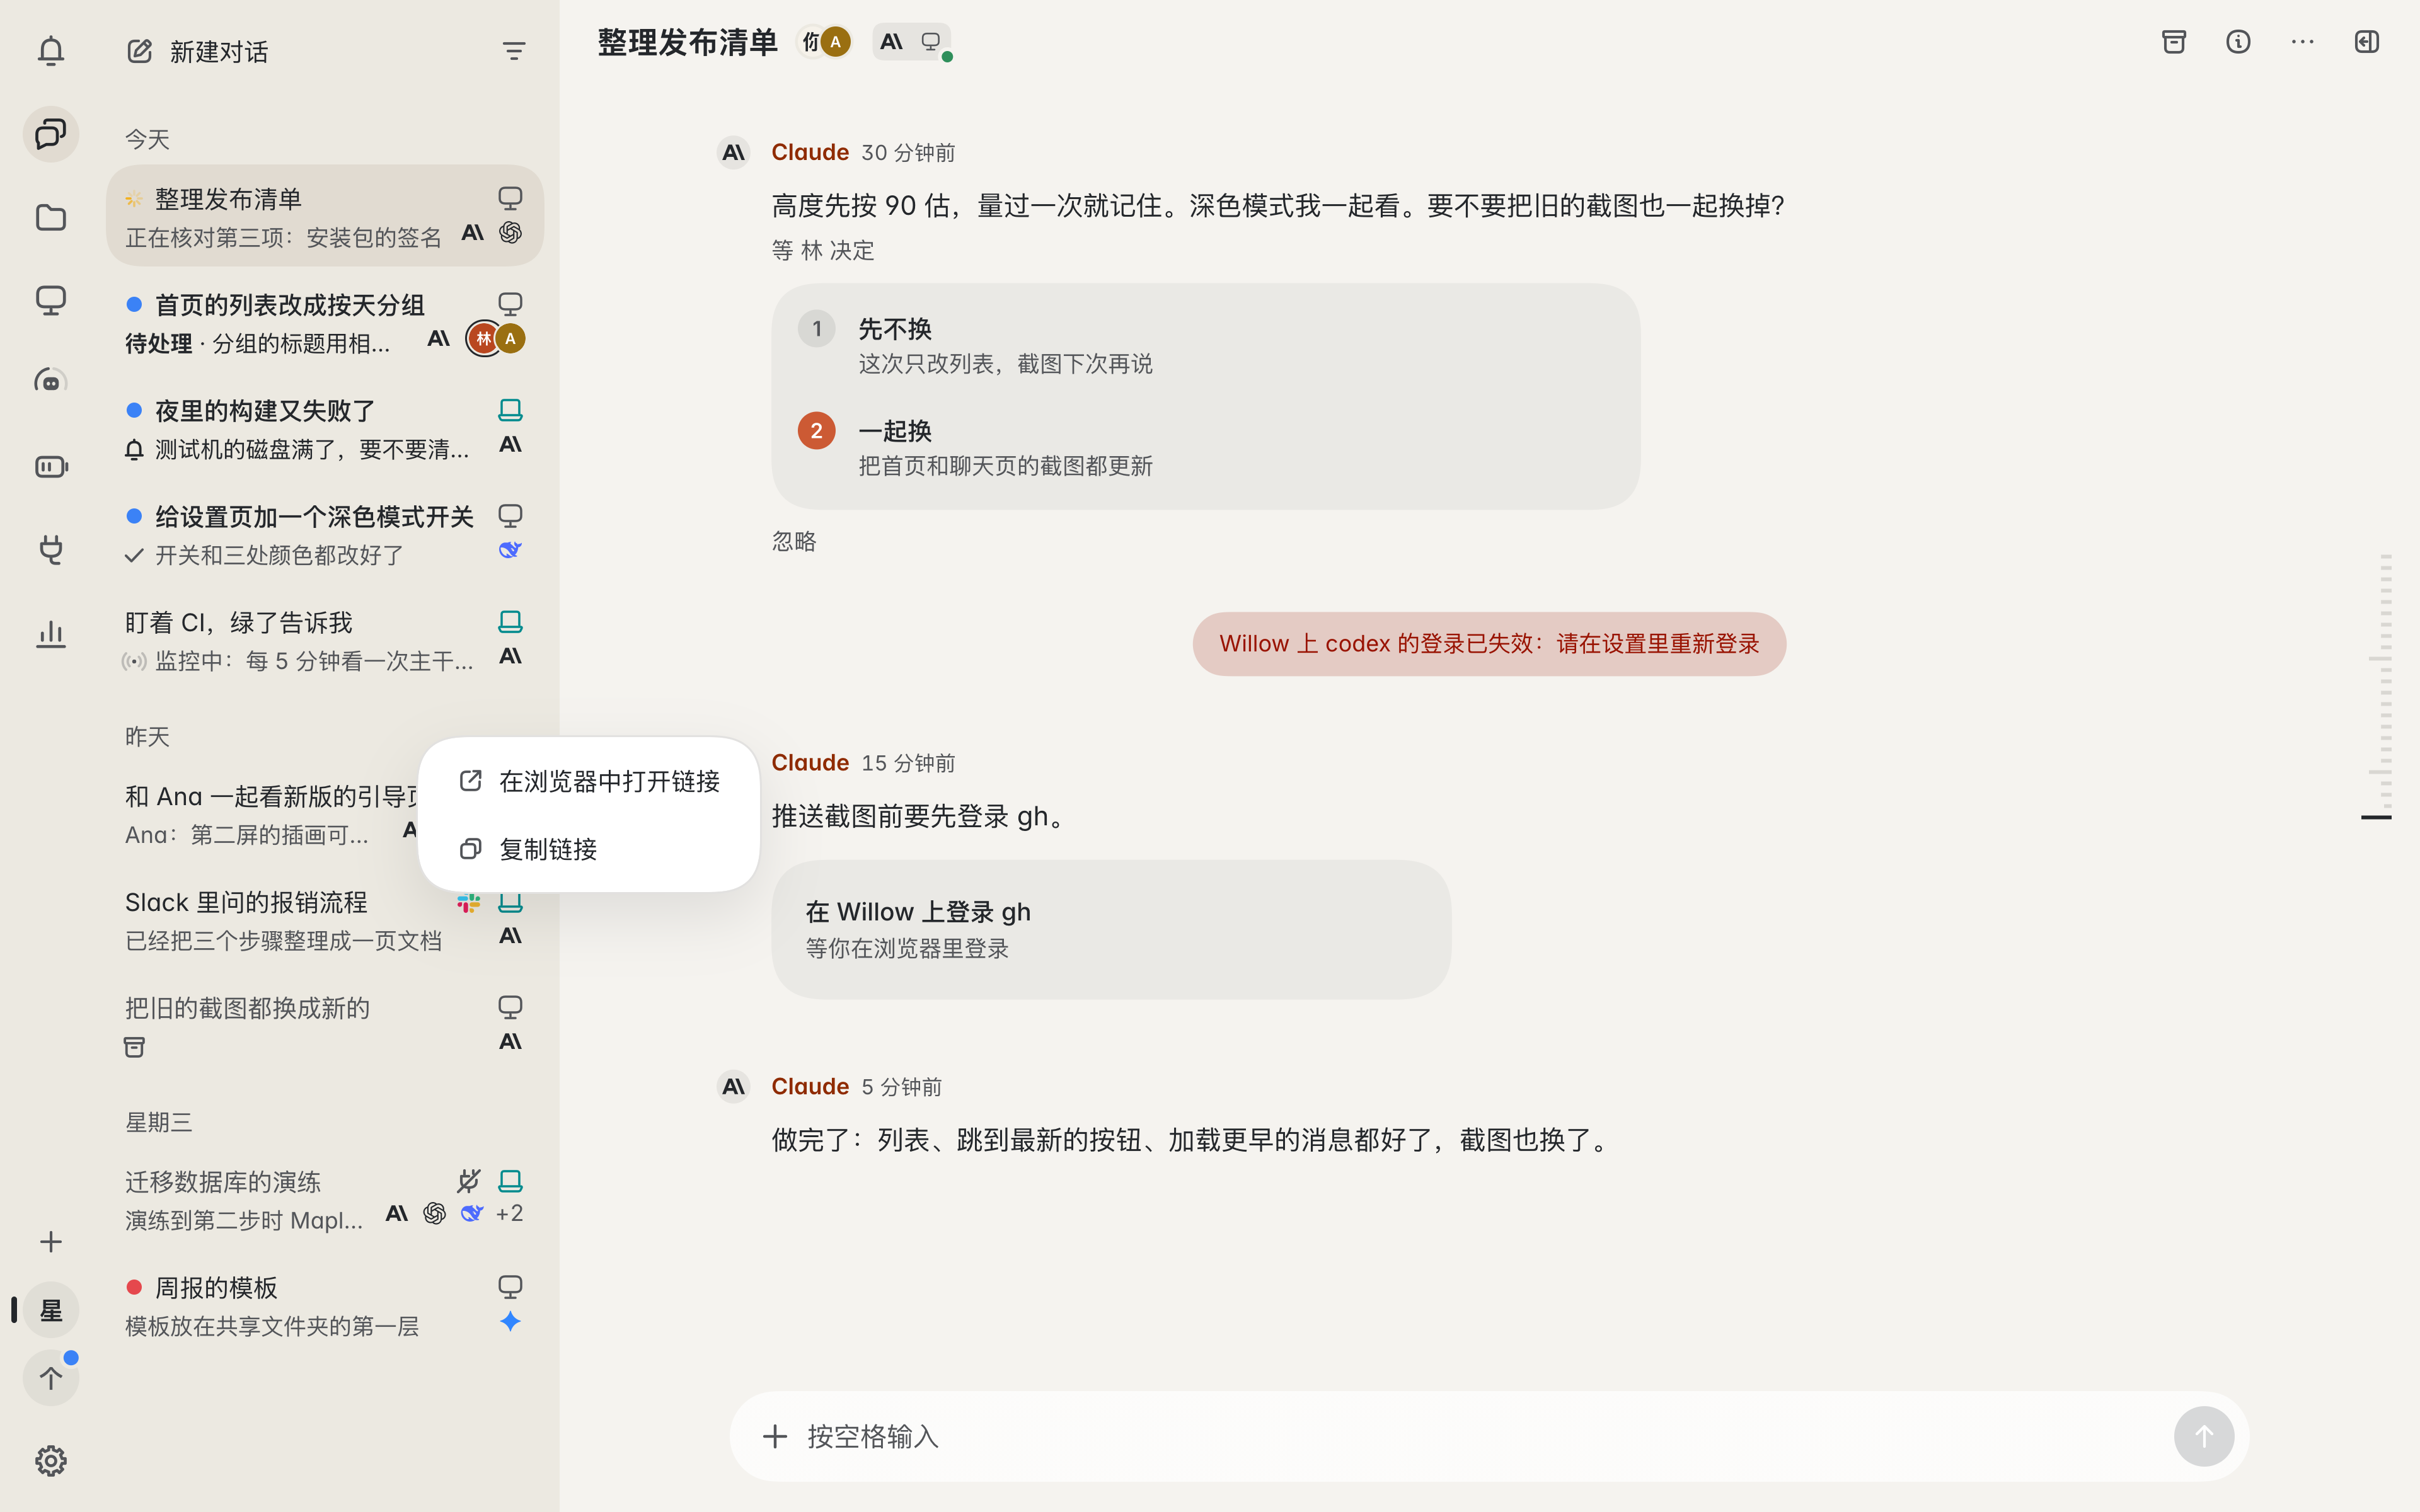 新建对话
今天
整理发布清单
正在核对第三项：安装包的签名
首页的列表改成按天分组
待处理 · 分组的标题用相...
林 A
夜里的构建又失败了
测试机的磁盘满了，要不要清...
给设置页加一个深色模式开关
开关和三处颜色都改好了
盯着 CI，绿了告诉我
监控中：每 5 分钟看一次主干...
昨天
和 Ana 一起看新版的引导
Ana：第二屏的插画可...
Slack 里问的报销流程
已经把三个步骤整理成一页文档
把旧的截图都换成新的
星期三
迁移数据库的演练
演练到第二步时 Mapl...
+2
周报的模板
模板放在共享文件夹的第一层
星
个
在浏览器中打开链接
复制链接
整理发布清单
你 A
Claude 30 分钟前
高度先按 90 估，量过一次就记住。深色模式我一起看。要不要把旧的截图也一起换掉？
等 林 决定
1 先不换
这次只改列表，截图下次再说
2 一起换
把首页和聊天页的截图都更新
忽略
Willow 上 codex 的登录已失效：请在设置里重新登录
Claude 15 分钟前
推送截图前要先登录 gh。
在 Willow 上登录 gh
等你在浏览器里登录
Claude 5 分钟前
做完了：列表、跳到最新的按钮、加载更早的消息都好了，截图也换了。
按空格输入